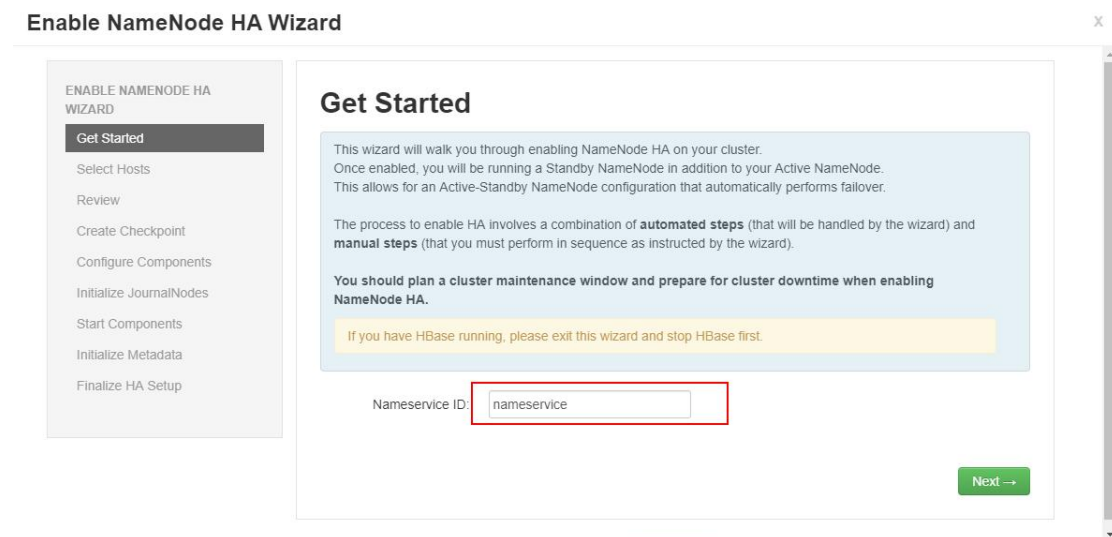 Enable NameNode HA Wizard
x
ENABLE NAMENODE HA
WIZARD
Get Started
Select Hosts
Review
Create Checkpoint
Configure Components
Initialize JournalNodes
Start Components
Initialize Metadata
Finalize HA Setup
Get Started
This wizard will walk you through enabling NameNode HA on your cluster.
Once enabled, you will be running a Standby NameNode in addition to your Active NameNode.
This allows for an Active-Standby NameNode configuration that automatically performs failover.
The process to enable HA involves a combination of automated steps (that will be handled by the wizard) and
manual steps (that you must perform in sequence as instructed by the wizard).
You should plan a cluster maintenance window and prepare for cluster downtime when enabling
NameNode HA.
If you have HBase running, please exit this wizard and stop HBase first.
Nameservice ID: nameservice
Next →